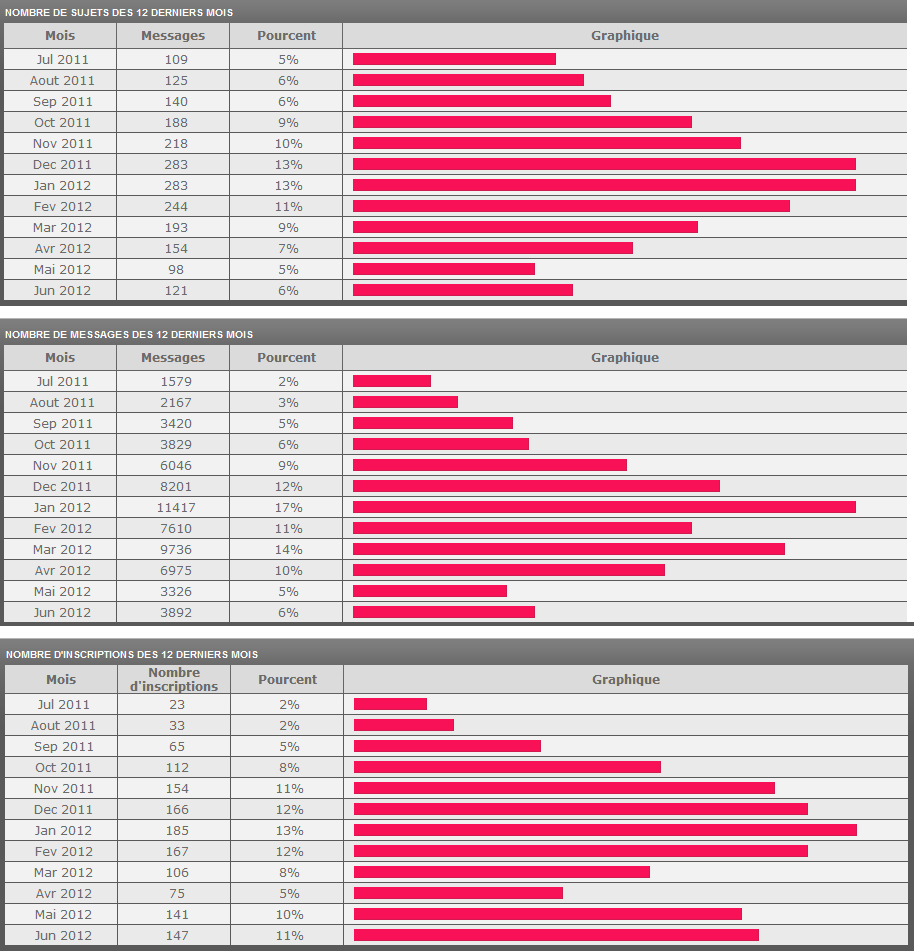 NOMBRE DE SUJETS DES 12 DERNIERS MOIS
Mois Messages Pourcent Graphique
Jul 2011 109 5%
Aout 2011 125 6%
Sep 2011 140 6%
Oct 2011 188 9%
Nov 2011 218 10%
Dec 2011 283 13%
Jan 2012 283 13%
Fev 2012 244 11%
Mar 2012 193 9%
Avr 2012 154 7%
Mai 2012 98 5%
Jun 2012 121 6%
NOMBRE DE MESSAGES DES 12 DERNIERS MOIS
Mois Messages Pourcent Graphique
Jul 2011 1579 2%
Aout 2011 2167 3%
Sep 2011 3420 5%
Oct 2011 3829 6%
Nov 2011 6046 9%
Dec 2011 8201 12%
Jan 2012 11417 17%
Fev 2012 7610 11%
Mar 2012 9736 14%
Avr 2012 6975 10%
Mai 2012 3326 5%
Jun 2012 3892 6%
NOMBRE D'INSCRIPTIONS DES 12 DERNIERS MOIS
Mois Nombre d'inscriptions Pourcent Graphique
Jul 2011 23 2%
Aout 2011 33 2%
Sep 2011 65 5%
Oct 2011 112 8%
Nov 2011 154 11%
Dec 2011 166 12%
Jan 2012 185 13%
Fev 2012 167 12%
Mar 2012 106 8%
Avr 2012 75 5%
Mai 2012 141 10%
Jun 2012 147 11%